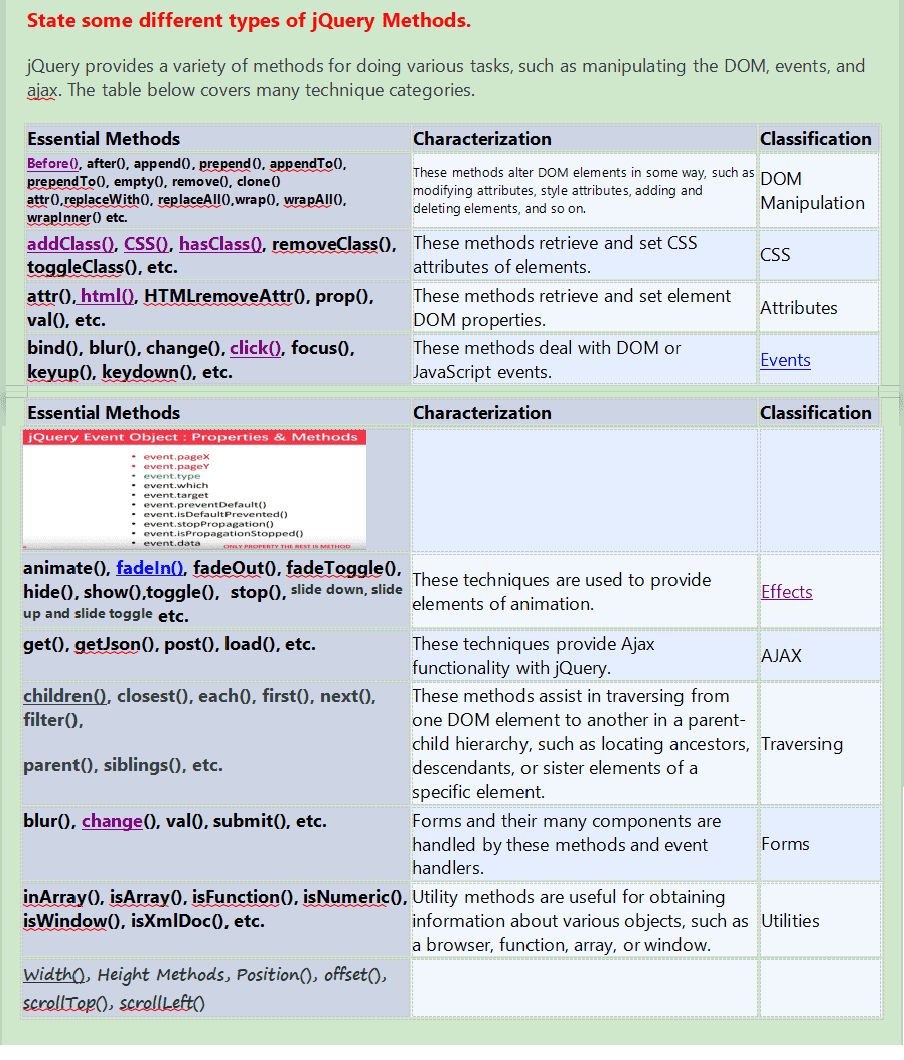 State some different types of jQuery Methods.
jQuery provides a variety of methods for doing various tasks, such as manipulating the DOM, events, and
ajax. The table below covers many technique categories.
Essential Methods Characterization Classification
Before(), after(), append(), prepend(), appendTo(),
prependTo(), empty(), remove(), clone()
attr(),replaceWith(), replaceAll(),wrap(), wrapAll(),
wrapInner() etc.
These methods alter DOM elements in some way, such as
modifying attributes, style attributes, adding and
deleting elements, and so on.
DOM
Manipulation
addClass(), CSS(), hasClass(), removeClass(),
toggleClass(), etc.
These methods retrieve and set CSS
attributes of elements.
CSS
attr(), html(), HTMLremoveAttr(), prop(),
val(), etc.
These methods retrieve and set element
DOM properties.
Attributes
bind(), blur(), change(), click(), focus(),
keyup(), keydown(), etc.
These methods deal with DOM or
JavaScript events.
Events
Essential Methods Characterization Classification
jQuery Event Object : Properties & Methods
• event.pageX
• event.pageY
• event.type
• event.which
• event.target
• event.preventDefault()
• event.isDefaultPrevented()
• event.stopPropagation()
• event.isPropagationStopped()
• event.data ONLY PROPERTY THE REST IS METHOD
animate(), fadeIn(), fadeOut(), fadeToggle(),
hide(), show(),toggle(), stop(), slide down, slide
up and slide toggle etc.
These techniques are used to provide
elements of animation.
Effects
get(), getJson(), post(), load(), etc.
These techniques provide Ajax
functionality with jQuery.
AJAX
children(), closest(), each(), first(), next(),
filter(),
parent(), siblings(), etc.
These methods assist in traversing from
one DOM element to another in a parent-
child hierarchy, such as locating ancestors,
descendants, or sister elements of a
specific element.
Traversing
blur(), change(), val(), submit(), etc.
Forms and their many components are
handled by these methods and event
handlers.
Forms
inArray(), isArray(), isFunction(), isNumeric(),
isWindow(), isXmlDoc(), etc.
Utility methods are useful for obtaining
information about various objects, such as
a browser, function, array, or window.
Utilities
Width(), Height Methods, Position(), offset(),
scrollTop(), scrollLeft()